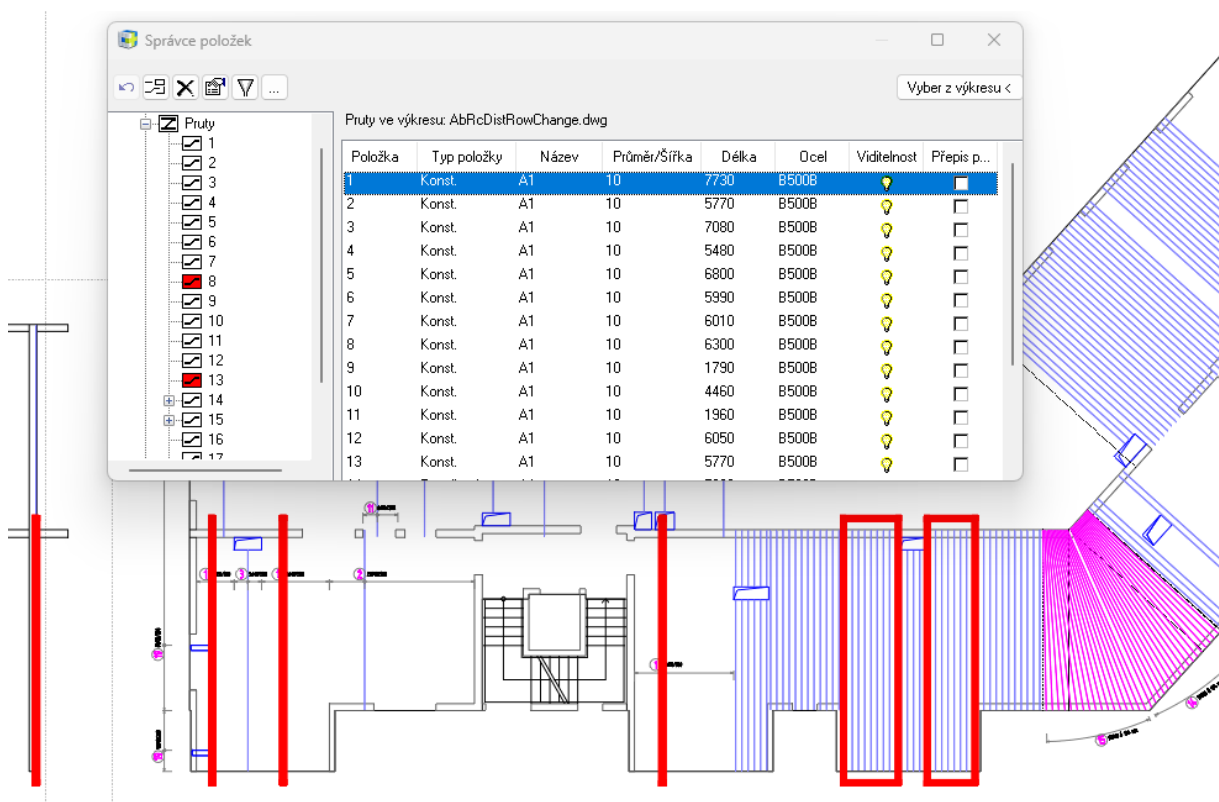 Správce položek
... Vyber z výkresu <
Pruty
1
2
3
4
5
6
7
8
9
10
11
12
13
14
15
16
17
Pruty ve výkresu: AbRcDistRowChange.dwg
Položka Typ položky Název Průměr/Šířka Délka Ocel Viditelnost Přepis p...
1 Konst. A1 10 7730 B500B
2 Konst. A1 10 5770 B500B
3 Konst. A1 10 7080 B500B
4 Konst. A1 10 5480 B500B
5 Konst. A1 10 6800 B500B
6 Konst. A1 10 5990 B500B
7 Konst. A1 10 6010 B500B
8 Konst. A1 10 6300 B500B
9 Konst. A1 10 1790 B500B
10 Konst. A1 10 4460 B500B
11 Konst. A1 10 1960 B500B
12 Konst. A1 10 6050 B500B
13 Konst. A1 10 5770 B500B
11
3
2
15